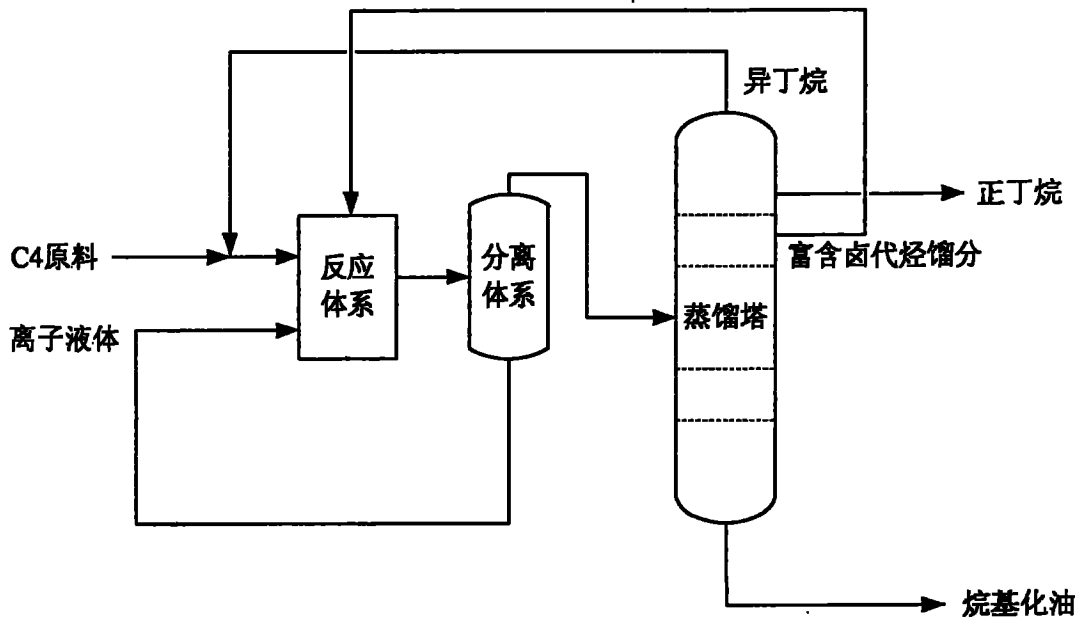 异丁烷
正丁烷
C4原料
反应
体系
分离
体系
富含卤代烃馏分
离子液体
蒸馏塔
烷基化油